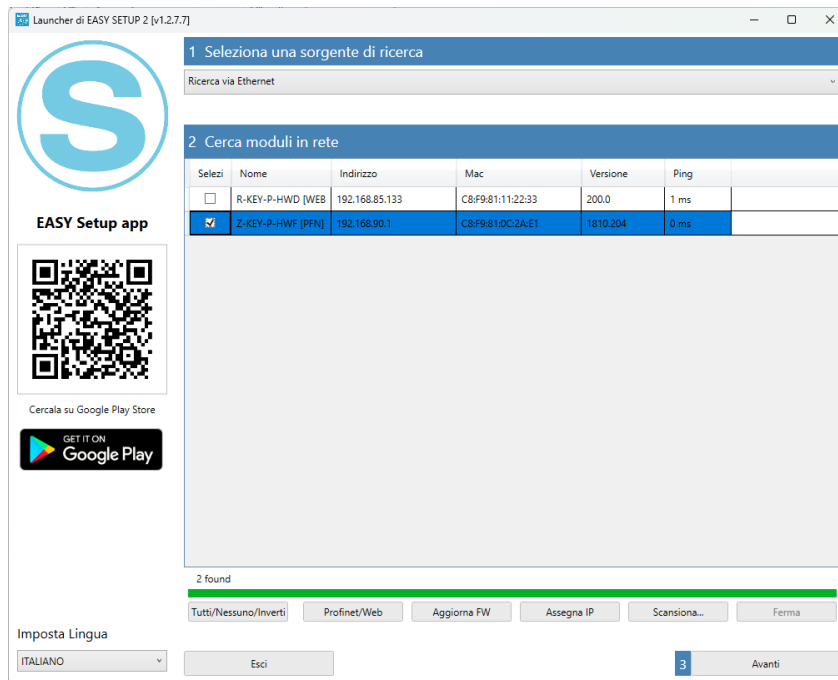 Launcher di EASY SETUP 2 [v1.2.7.7]
S
EASY Setup app
Cercala su Google Play Store
GET IT ON
Google Play
Imposta Lingua
ITALIANO
1 Seleziona una sorgente di ricerca
Ricerca via Ethernet
2 Cerca moduli in rete
Selezi Nome Indirizzo Mac Versione Ping
R-KEY-P-HWD [WEB 192.168.85.133 C8:F9:81:11:22:33 200.0 1 ms
Z-KEY-P-HWF [PFN] 192.168.90.1 C8:F9:81:0C:2A:E1 1810.204 0 ms
2 found
Tutti/Nessuno/Inverti Profinet/Web Aggiorna FW Assegna IP Scansiona... Ferma
Esci 3 Avanti